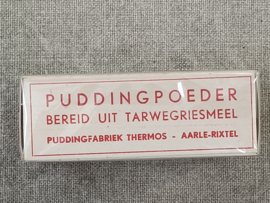 PUDDINGPOEDER
BEREID UIT TARWEGRIESMEEL
PUDDINGFABRIEK THERMOS - AARLE-RIXTEL